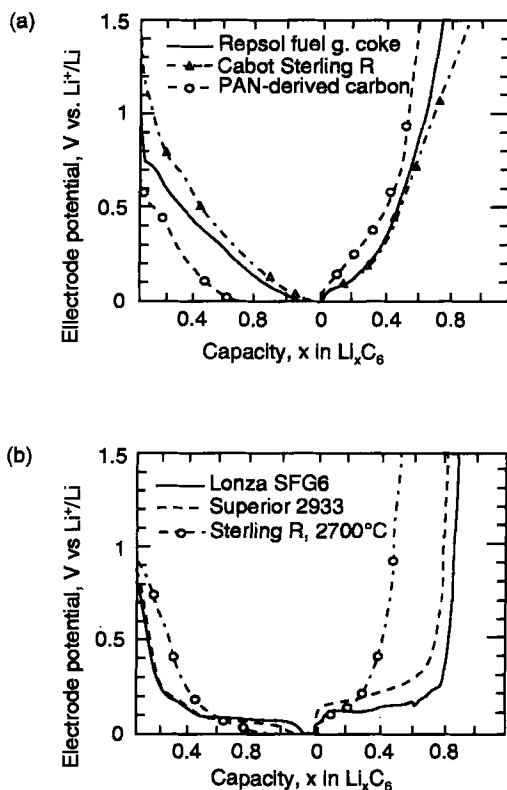 (a)
1.5
1
0.5
0
Ellectrode potential, V vs. Li⁺/Li
Repsol fuel g. coke
Cabot Sterling R
PAN-derived carbon
0.4 0.8 0 0.4 0.8
Capacity, x in LiₓC₆
(b)
1.5
1
0.5
0
Electrode potential, V vs Li⁺/Li
Lonza SFG6
Superior 2933
Sterling R, 2700°C
0.4 0.8 0 0.4 0.8
Capacity, x in LiₓC₆